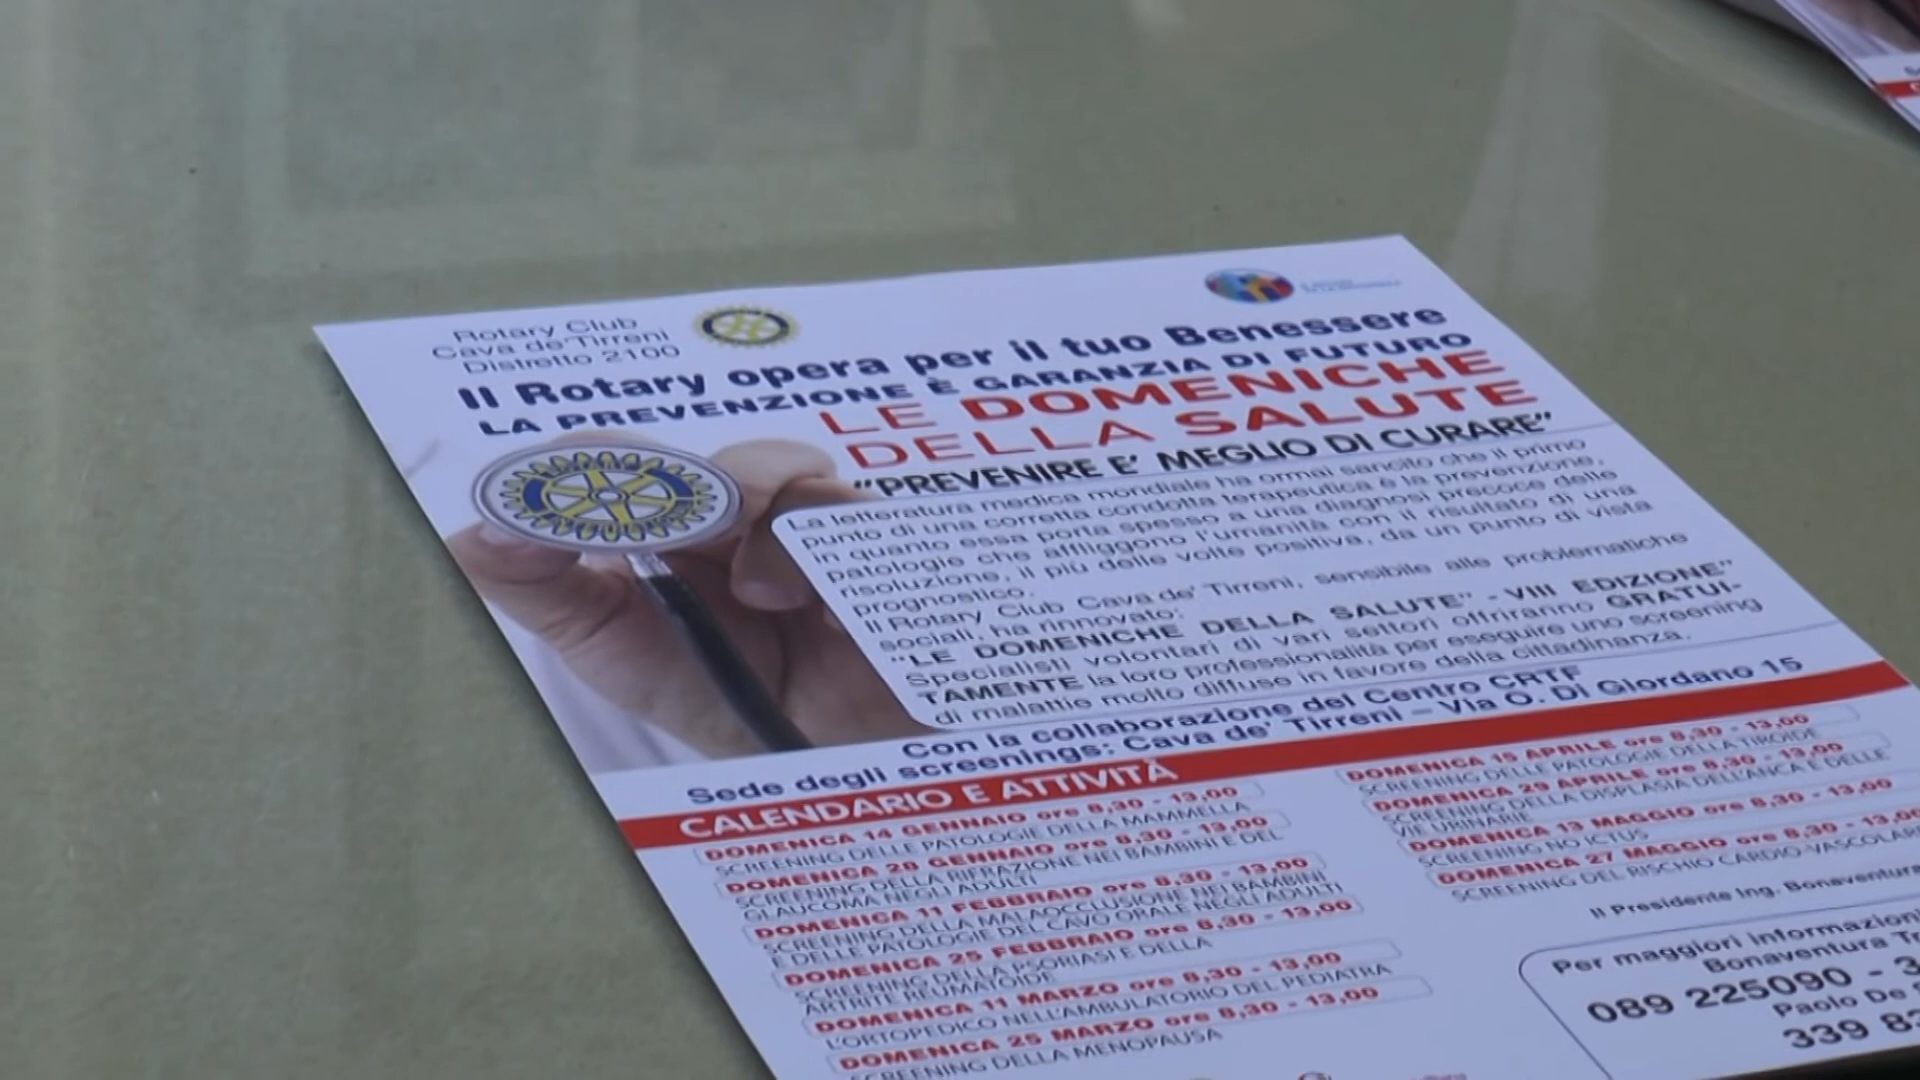 Rotary Club
Cava de' Tirreni
Distretto 2100
Il Rotary opera per il tuo Benessere
LA PREVENZIONE È GARANZIA DI FUTURO
LE DOMENICHE
DELLA SALUTE
"PREVENIRE E' MEGLIO DI CURARE"
La letteratura medica mondiale ha ormai sancito che il primo
punto di una corretta condotta terapeutica è la prevenzione,
in quanto essa porta spesso a una diagnosi precoce delle
patologie che affliggono l'umanità con il risultato di una
risoluzione, il più delle volte positiva, da un punto di vista
prognostico.
Il Rotary Club Cava de' Tirreni, sensibile alle problematiche
sociali, ha rinnovato:
"LE DOMENICHE DELLA SALUTE" - VIII EDIZIONE"
Specialisti volontari di vari settori offriranno GRATUI-
TAMENTE la loro professionalità per eseguire uno screening
di malattie molto diffuse in favore della cittadinanza.
Con la collaborazione del Centro CRTF
Sede degli screenings: Cava de' Tirreni – Via O. Di Giordano 15
CALENDARIO E ATTIVITÀ
DOMENICA 14 GENNAIO ore 8,30 - 13,00
SCREENING DELLE PATOLOGIE DELLA MAMMELLA
DOMENICA 28 GENNAIO ore 8,30 - 13,00
SCREENING DELLA RIFRAZIONE NEI BAMBINI E DEL
GLAUCOMA NEGLI ADULTI
DOMENICA 11 FEBBRAIO ore 8,30 - 13,00
SCREENING DELLA MALAOCCLUSIONE NEI BAMBINI
E DELLE PATOLOGIE DEL CAVO ORALE NEGLI ADULTI
DOMENICA 25 FEBBRAIO ore 8,30 - 13,00
SCREENING DELLA PSORIASI E DELLA
ARTRITE REUMATOIDE
DOMENICA 11 MARZO ore 8,30 - 13,00
L'ORTOPEDICO NELL'AMBULATORIO DEL PEDIATRA
DOMENICA 25 MARZO ore 8,30 - 13,00
SCREENING DELLA MENOPAUSA
DOMENICA 15 APRILE ore 8,30 - 13,00
SCREENING DELLE PATOLOGIE DELLA TIROIDE
DOMENICA 29 APRILE ore 8,30 - 13,00
SCREENING DELLA DISPLASIA DELL'ANCA E DELLE
VIE URINARIE
DOMENICA 13 MAGGIO ore 8,30 - 13,00
SCREENING NO ICTUS
DOMENICA 27 MAGGIO ore 8,30 - 13,00
SCREENING DEL RISCHIO CARDIO-VASCOLARE
Il Presidente Ing. Bonaventura
Per maggiori informazioni
Bonaventura Tr
089 225090 - 3
Paolo De
339 83